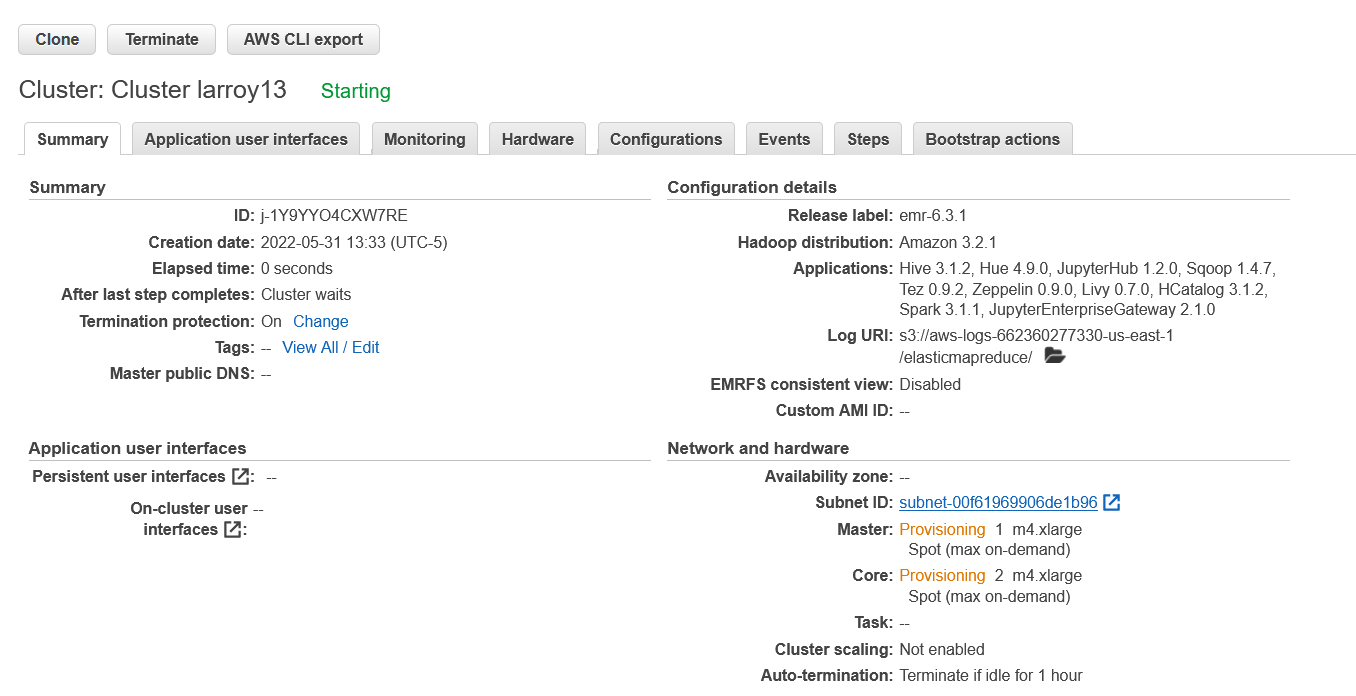 Clone Terminate AWS CLI export
Cluster: Cluster larroy13 Starting
Summary Application user interfaces Monitoring Hardware Configurations Events Steps Bootstrap actions
Summary
ID: j-1Y9YYO4CXW7RE
Creation date: 2022-05-31 13:33 (UTC-5)
Elapsed time: 0 seconds
After last step completes: Cluster waits
Termination protection: On Change
Tags: -- View All / Edit
Master public DNS: --
Configuration details
Release label: emr-6.3.1
Hadoop distribution: Amazon 3.2.1
Applications: Hive 3.1.2, Hue 4.9.0, JupyterHub 1.2.0, Sqoop 1.4.7,
Tez 0.9.2, Zeppelin 0.9.0, Livy 0.7.0, HCatalog 3.1.2,
Spark 3.1.1, JupyterEnterpriseGateway 2.1.0
Log URI: s3://aws-logs-662360277330-us-east-1
/elasticmapreduce/
EMRFS consistent view: Disabled
Custom AMI ID: --
Application user interfaces
Persistent user interfaces : --
On-cluster user --
interfaces :
Network and hardware
Availability zone: --
Subnet ID: subnet-00f61969906de1b96
Master: Provisioning 1 m4.xlarge
Spot (max on-demand)
Core: Provisioning 2 m4.xlarge
Spot (max on-demand)
Task: --
Cluster scaling: Not enabled
Auto-termination: Terminate if idle for 1 hour